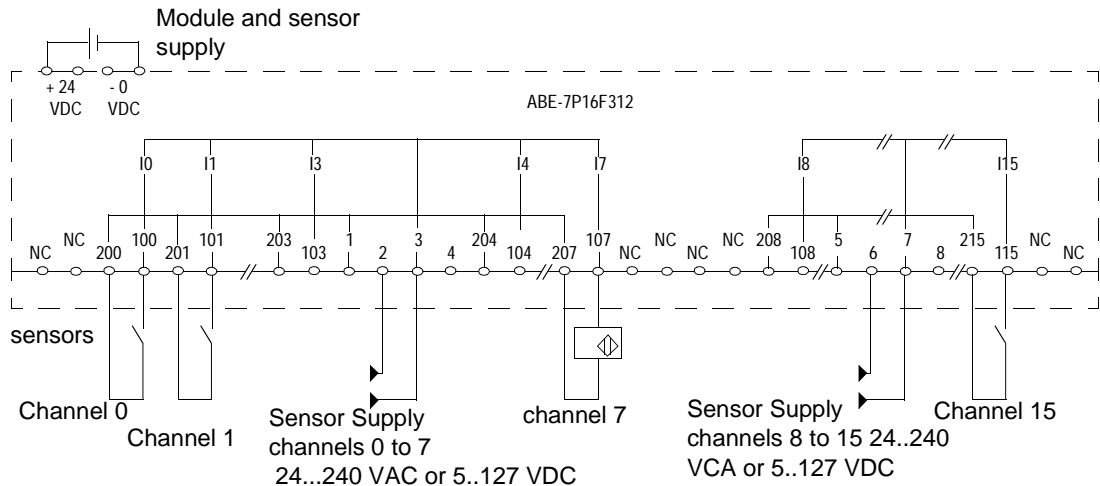 Module and sensor
supply
+ 24
VDC
- 0
VDC
ABE-7P16F312
I0 I1 I3 I4 I7 I8 I15
NC NC 200 100 201 101 203 103 1 2 3 4 204 104 207 107 NC NC NC NC 208 108 5 6 7 8 215 115 NC NC
sensors
Channel 0
Channel 1
Sensor Supply
channels 0 to 7
24...240 VAC or 5..127 VDC
channel 7
Sensor Supply
channels 8 to 15 24..240
VCA or 5..127 VDC
Channel 15